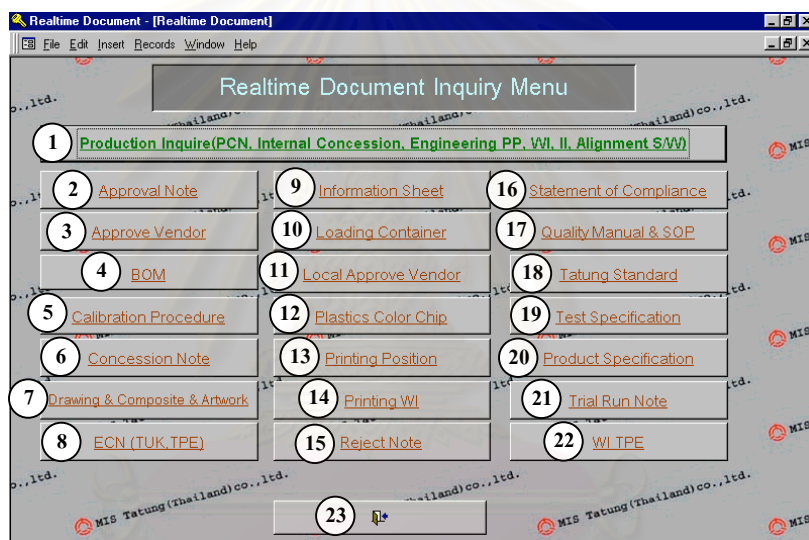 Realtime Document - [Realtime Document]
File Edit Insert Records Window Help
Realtime Document Inquiry Menu
1 Production Inquire(PCN, Internal Concession, Engineering PP, WI, II, Alignment S/W)
2 Approval Note
9 Information Sheet
16 Statement of Compliance
3 Approve Vendor
10 Loading Container
17 Quality Manual & SOP
4 BOM
11 Local Approve Vendor
18 Tatung Standard
5 Calibration Procedure
12 Plastics Color Chip
19 Test Specification
6 Concession Note
13 Printing Position
20 Product Specification
7 Drawing & Composite & Artwork
14 Printing WI
21 Trial Run Note
8 ECN (TUK,TPE)
15 Reject Note
22 WI TPE
23
MIS Tatung(Thailand)co.,ltd.
MIS Tatung(Thailand)co.,ltd.